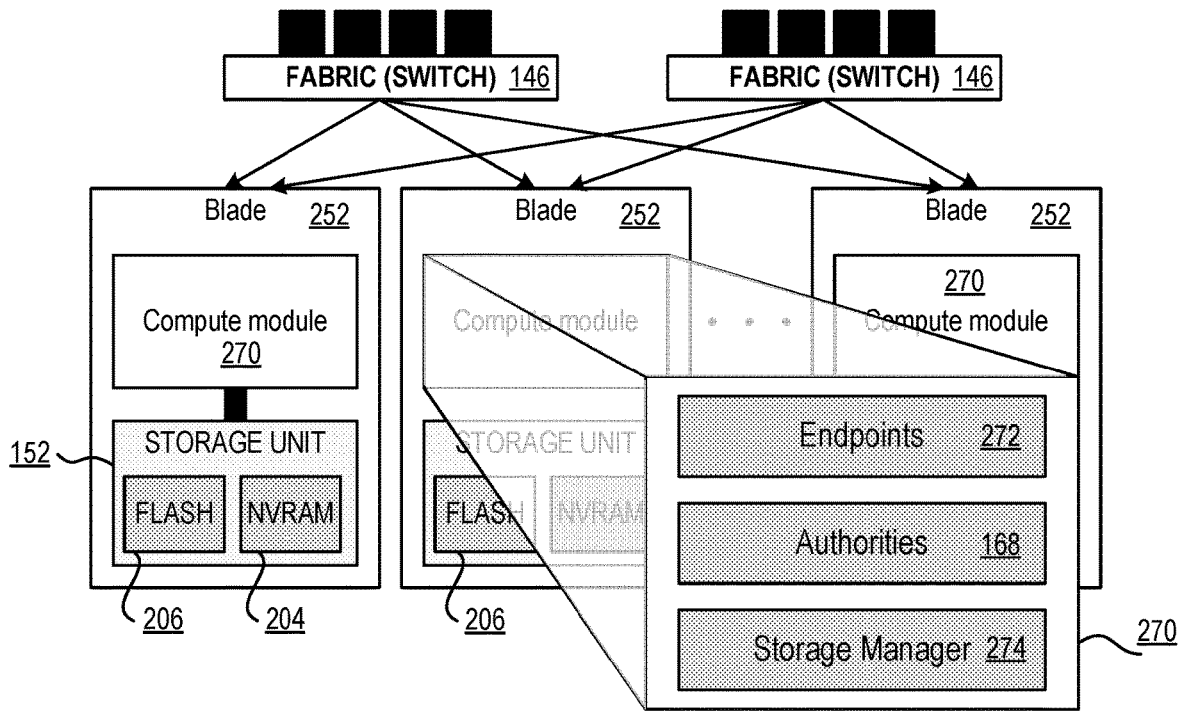 FABRIC (SWITCH) 146
FABRIC (SWITCH) 146
Blade 252
Blade 252
Blade 252
Compute module
270
Compute module
• • •
270
Compute module
STORAGE UNIT
152
FLASH
NVRAM
206
204
STORAGE UNIT
FLASH
NVRAM
206
Endpoints 272
Authorities 168
Storage Manager 274
270